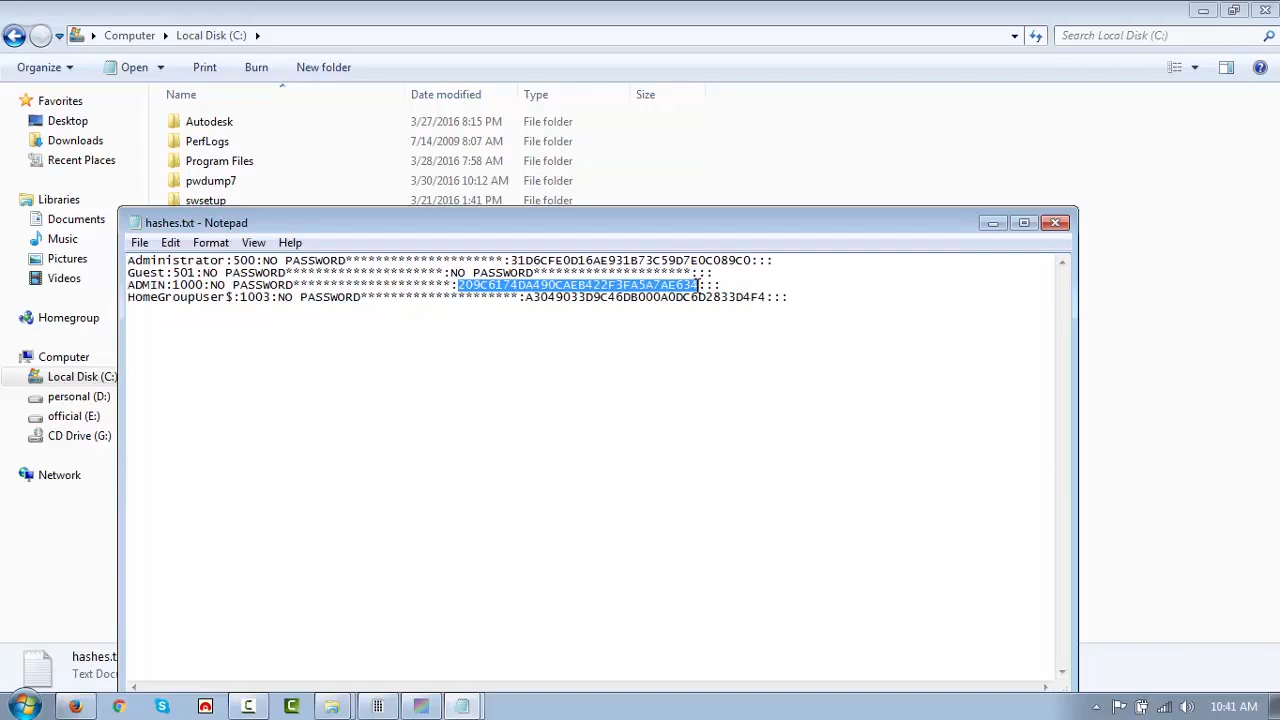 Computer Local Disk (C:) Search Local Disk (C:)
Organize Open Print Burn New folder
Name Date modified Type Size
Favorites
Desktop
Downloads
Recent Places
Libraries
Documents
Music
Pictures
Videos
Homegroup
Computer
Local Disk (C:)
personal (D:)
official (E:)
CD Drive (G:)
Network
Autodesk 3/27/2016 8:15 PM File folder
PerfLogs 7/14/2009 8:07 AM File folder
Program Files 3/28/2016 7:58 AM File folder
pwdump7 3/30/2016 10:12 AM File folder
swsetup 3/21/2016 1:41 PM File folder
hashes.txt - Notepad
File Edit Format View Help
Administrator:500:NO PASSWORD*********************:31D6CFE0D16AE931B73C59D7E0C089C0:::
Guest:501:NO PASSWORD*********************:NO PASSWORD*********************:::
ADMIN:1000:NO PASSWORD*********************:209C6174DA490CAEB422F3FA5A7AE634:::
HomeGroupUser$:1003:NO PASSWORD*********************:A3049033D9C46DB000A0DC6D2833D4F4:::
hashes.t
Text Doc
10:41 AM